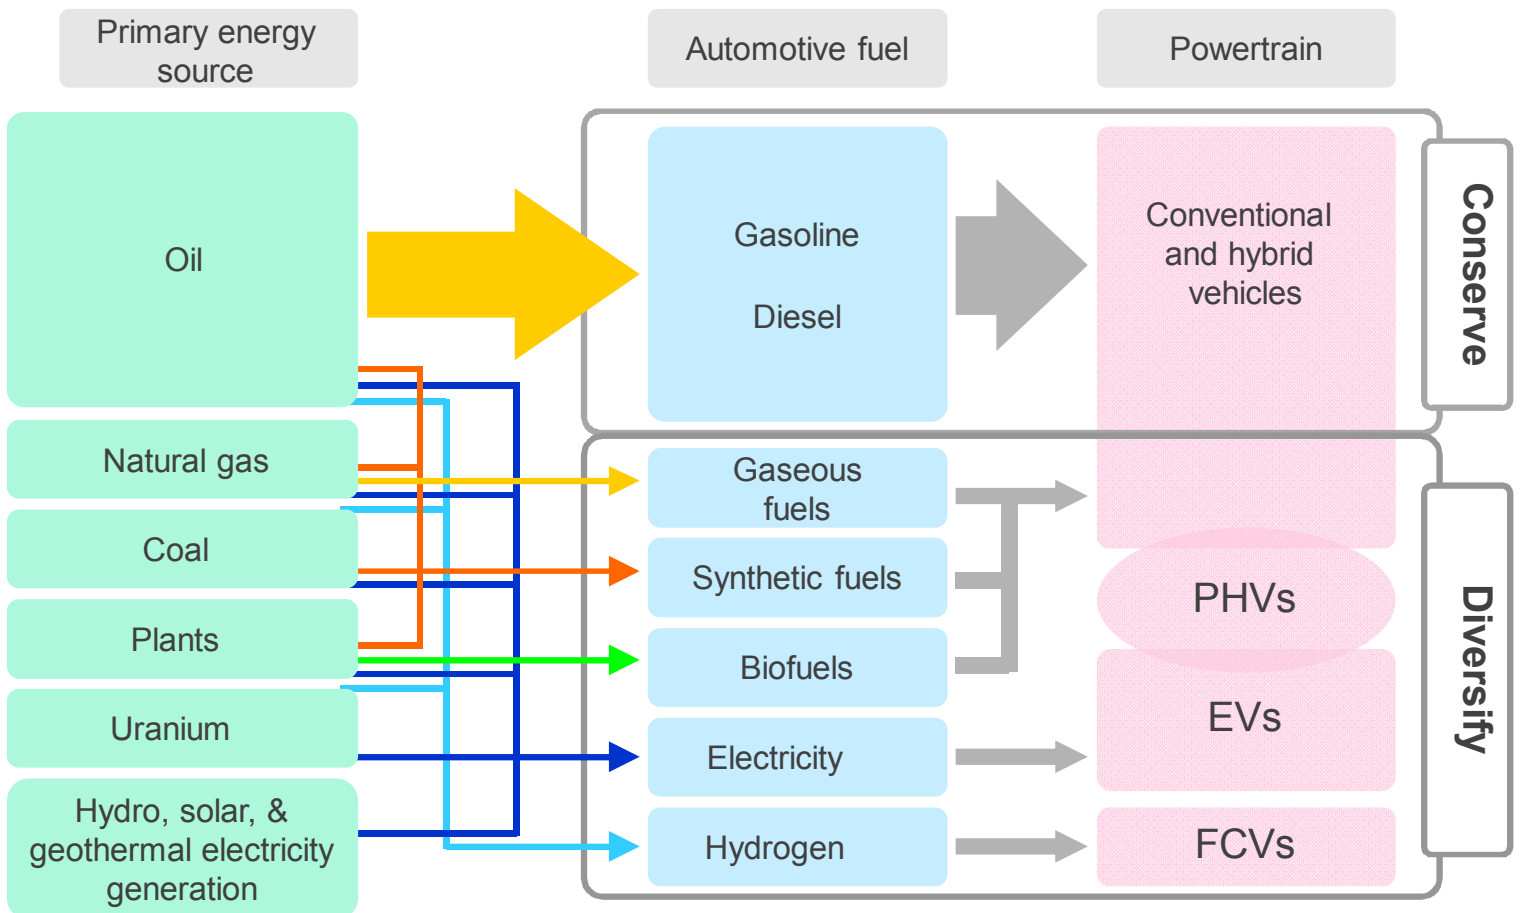 Primary energy
source
Automotive fuel
Powertrain
Oil
Gasoline
Diesel
Conventional
and hybrid
vehicles
Conserve
Natural gas
Coal
Plants
Uranium
Hydro, solar, &
geothermal electricity
generation
Gaseous
fuels
Synthetic fuels
Biofuels
Electricity
Hydrogen
PHVs
EVs
FCVs
Diversify